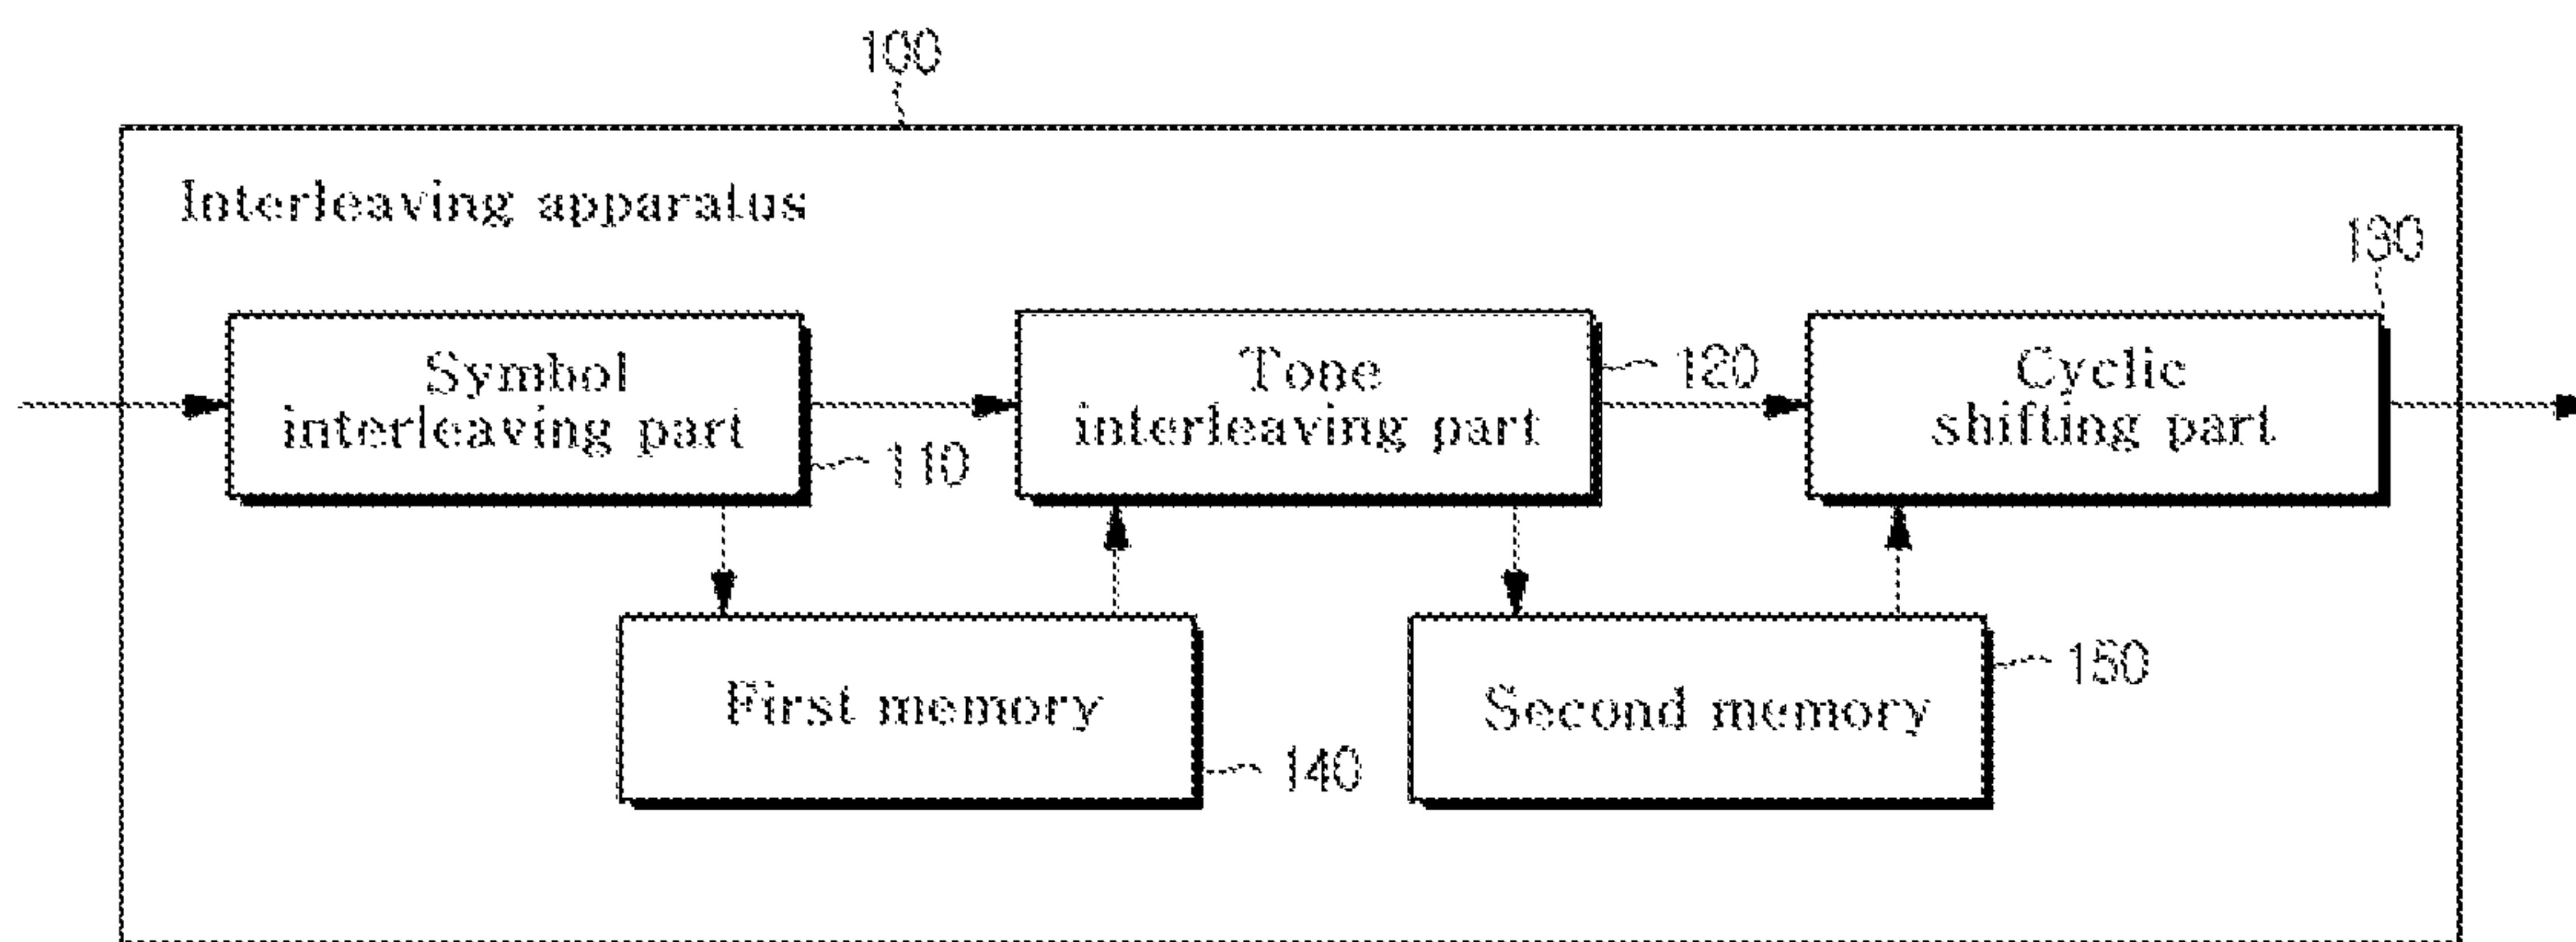 100
Interleaving apparatus
130
Symbol
interleaving part
110
Tone
interleaving part
120
Cyclic
shifting part
First memory
140
Second memory
150